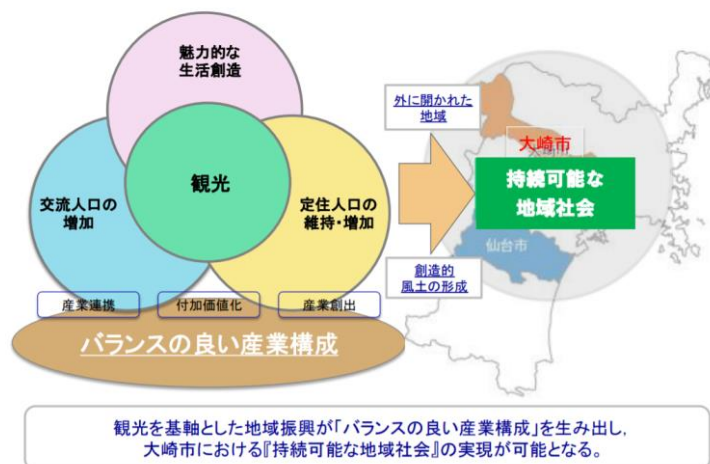 魅力的な
生活創造
観光
交流人口の
増加
定住人口の
維持・増加
産業連携
付加価値化
産業創出
バランスの良い産業構成
外に開かれた
地域
大崎市
持続可能な
地域社会
仙台市
創造的
風土の形成
観光を基軸とした地域振興が「バランスの良い産業構成」を生み出し,
大崎市における『持続可能な地域社会』の実現が可能となる。